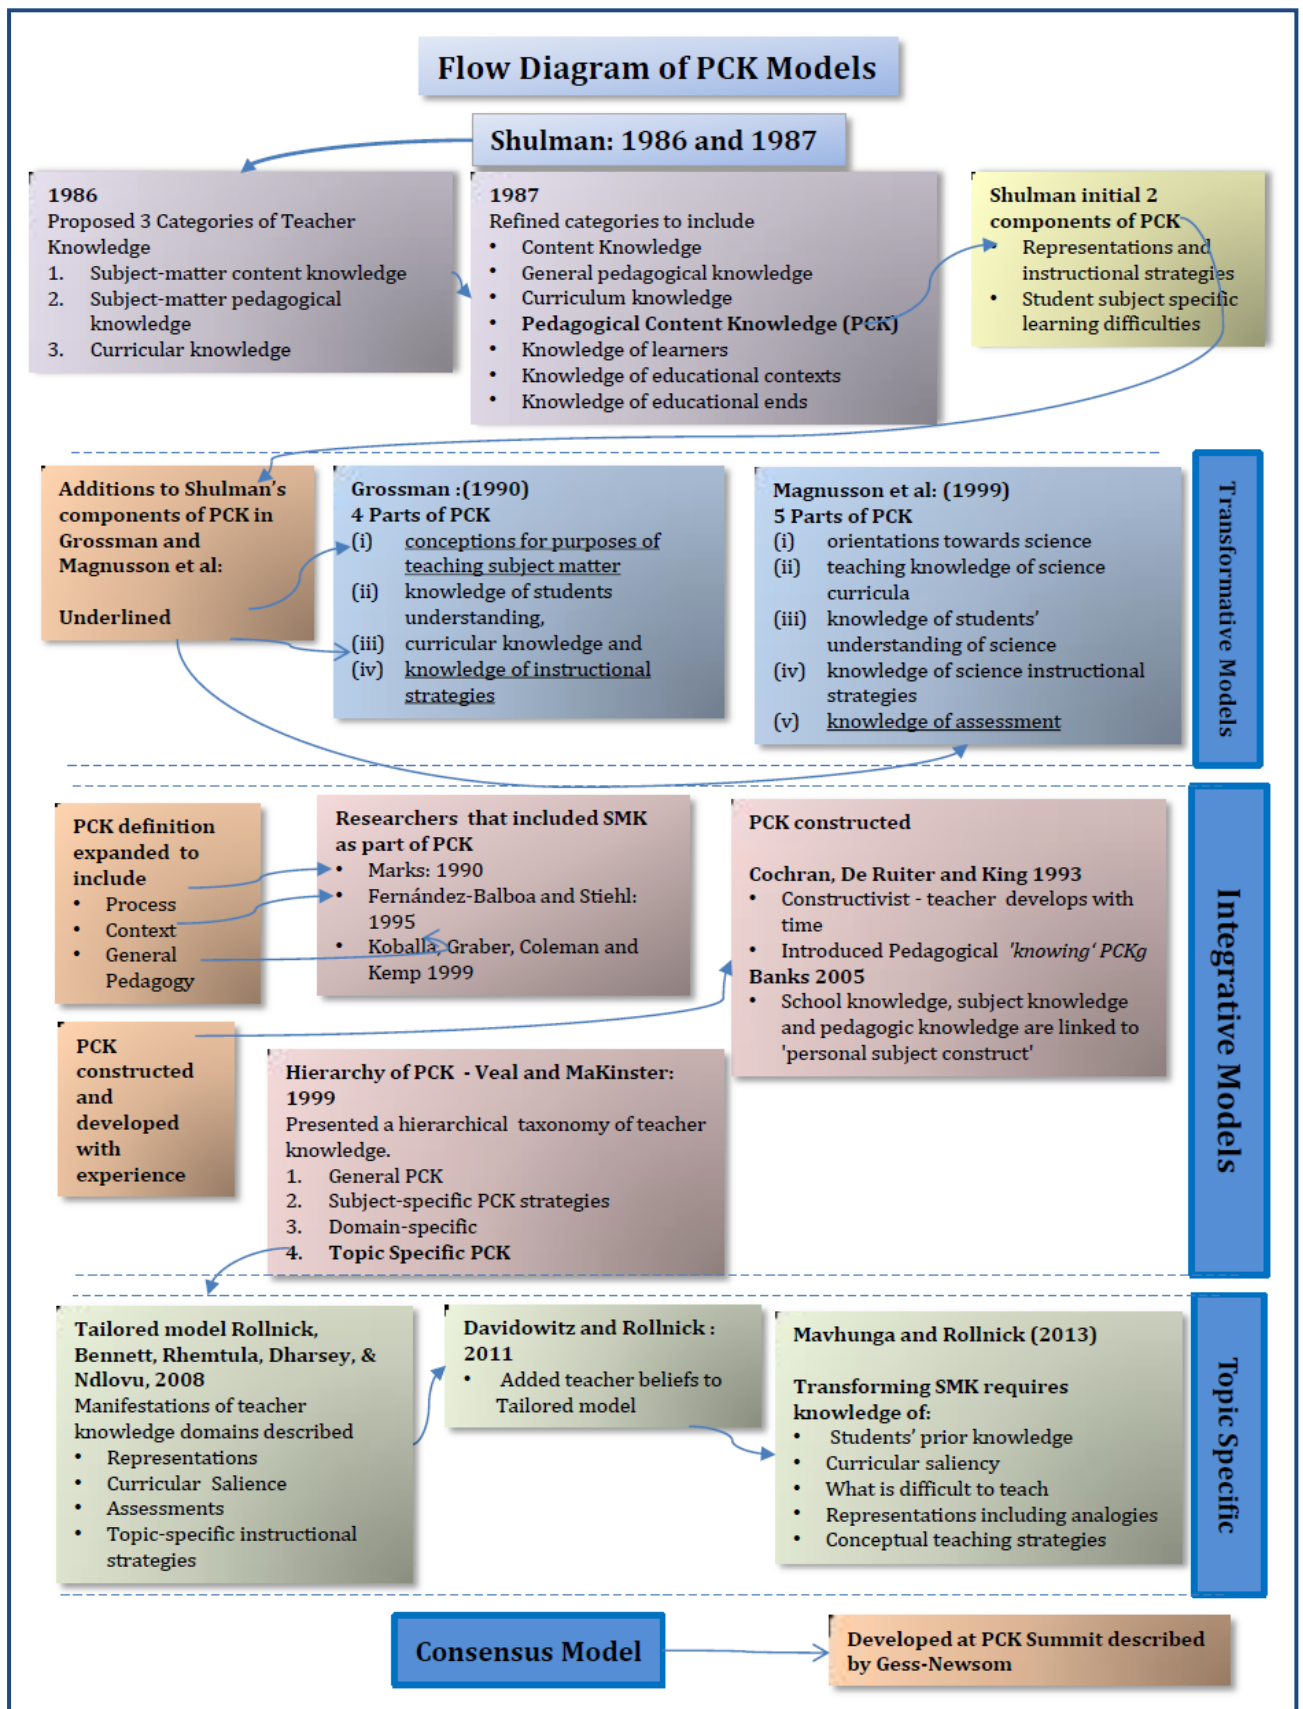 Flow Diagram of PCK Models
Shulman: 1986 and 1987
1986
Proposed 3 Categories of Teacher
Knowledge
1. Subject-matter content knowledge
2. Subject-matter pedagogical
knowledge
3. Curricular knowledge
1987
Refined categories to include
• Content Knowledge
• General pedagogical knowledge
• Curriculum knowledge
• Pedagogical Content Knowledge (PCK)
• Knowledge of learners
• Knowledge of educational contexts
• Knowledge of educational ends
Shulman initial 2
components of PCK
• Representations and
instructional strategies
• Student subject specific
learning difficulties
Additions to Shulman's
components of PCK in
Grossman and
Magnusson et al:
Underlined
Grossman :(1990)
4 Parts of PCK
(i) conceptions for purposes of
teaching subject matter
(ii) knowledge of students
understanding,
(iii) curricular knowledge and
(iv) knowledge of instructional
strategies
Magnusson et al: (1999)
5 Parts of PCK
(i) orientations towards science
(ii) teaching knowledge of science
curricula
(iii) knowledge of students'
understanding of science
(iv) knowledge of science instructional
strategies
(v) knowledge of assessment
Transformative Models
PCK definition
expanded to
include
• Process
• Context
• General
Pedagogy
Researchers that included SMK
as part of PCK
• Marks: 1990
• Fernández-Balboa and Stiehl:
1995
• Koballa, Graber, Coleman and
Kemp 1999
PCK constructed
Cochran, De Ruiter and King 1993
• Constructivist - teacher develops with
time
• Introduced Pedagogical 'knowing' PCKg
Banks 2005
• School knowledge, subject knowledge
and pedagogic knowledge are linked to
'personal subject construct'
PCK
constructed
and
developed
with
experience
Hierarchy of PCK - Veal and MaKinster:
1999
Presented a hierarchical taxonomy of teacher
knowledge.
1. General PCK
2. Subject-specific PCK strategies
3. Domain-specific
4. Topic Specific PCK
Integrative Models
Tailored model Rollnick,
Bennett, Rhemtula, Dharsey, &
Ndlovu, 2008
Manifestations of teacher
knowledge domains described
• Representations
• Curricular Salience
• Assessments
• Topic-specific instructional
strategies
Davidowitz and Rollnick :
2011
• Added teacher beliefs to
Tailored model
Mavhunga and Rollnick (2013)
Transforming SMK requires
knowledge of:
• Students' prior knowledge
• Curricular saliency
• What is difficult to teach
• Representations including analogies
• Conceptual teaching strategies
Topic Specific
Consensus Model
Developed at PCK Summit described
by Gess-Newsom